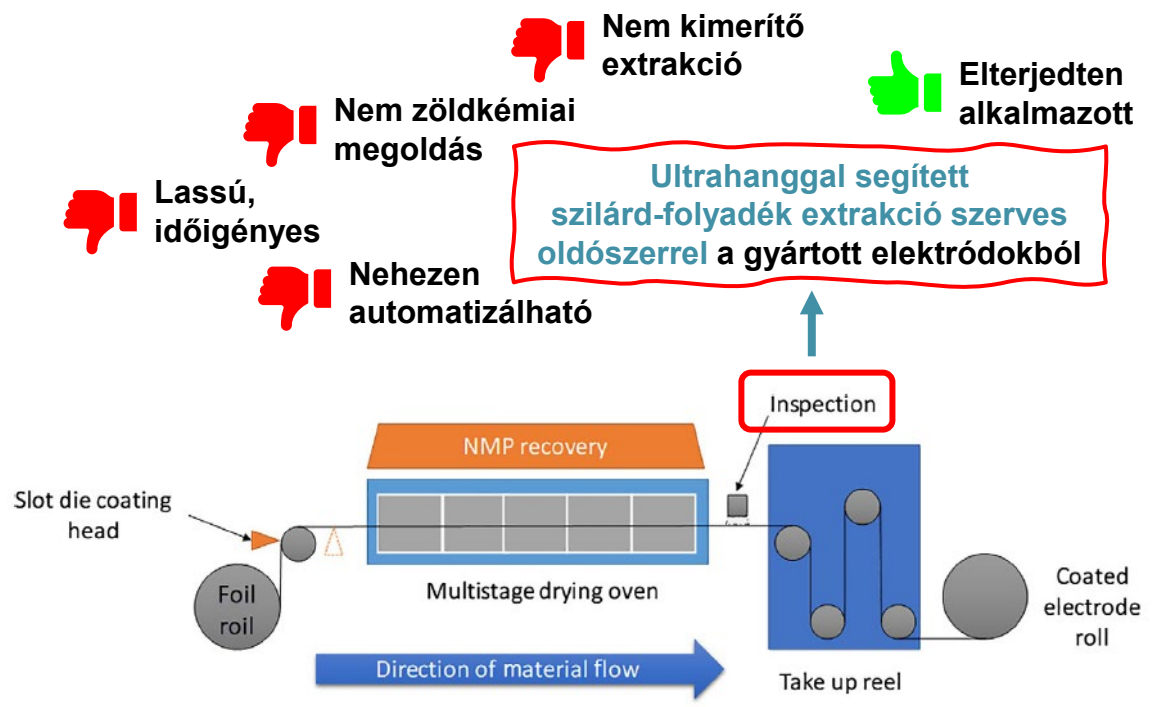 Nem kimerítő
extrakció
Elterjedten
alkalmazott
Nem zöldkémiai
megoldás
Ultrahanggal segített
szilárd-folyadék extrakció szerves
oldószerrel a gyártott elektródokból
Lassú,
időigényes
Nehezen
automatizálható
Inspection
NMP recovery
Slot die coating
head
Foil
roil
Multistage drying oven
Coated
electrode
roll
Direction of material flow
Take up reel